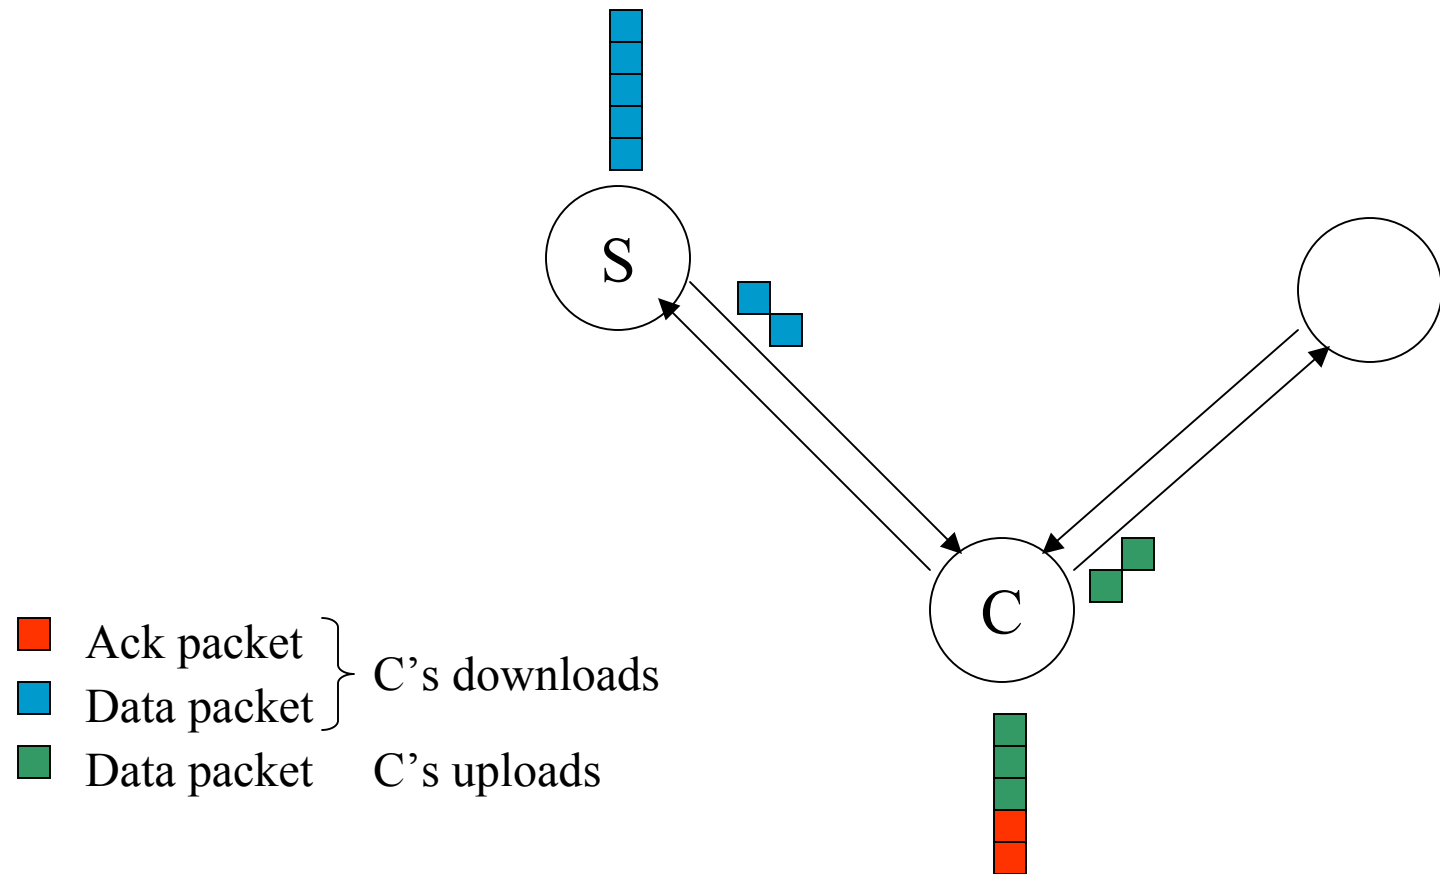 S
C
Ack packet
Data packet
C’s downloads
Data packet
C’s uploads